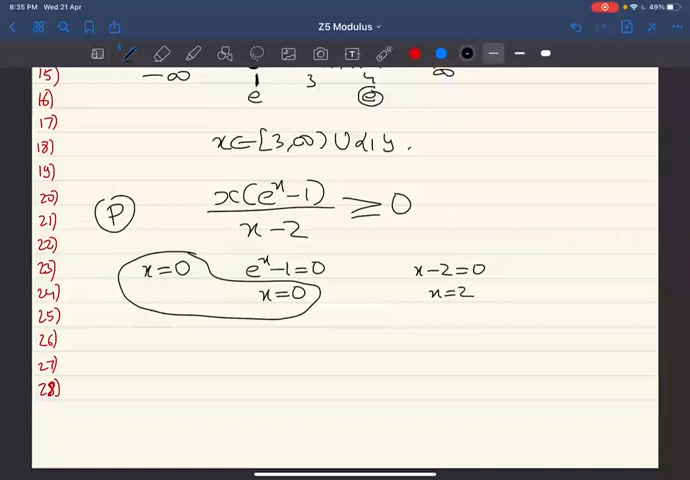 8:35 PM Wed 21 Apr
49%
Z5 Modulus
15) −∞ 1 3 4 ∞
16) e e
17)
18) x∈[3,∞) ∪ {1}.
19)
20) x(eˣ−1)
21) P ≥ 0
x−2
22)
23) x=0 eˣ−1=0 x−2=0
24) x=0 x=2
25)
26)
27)
28)